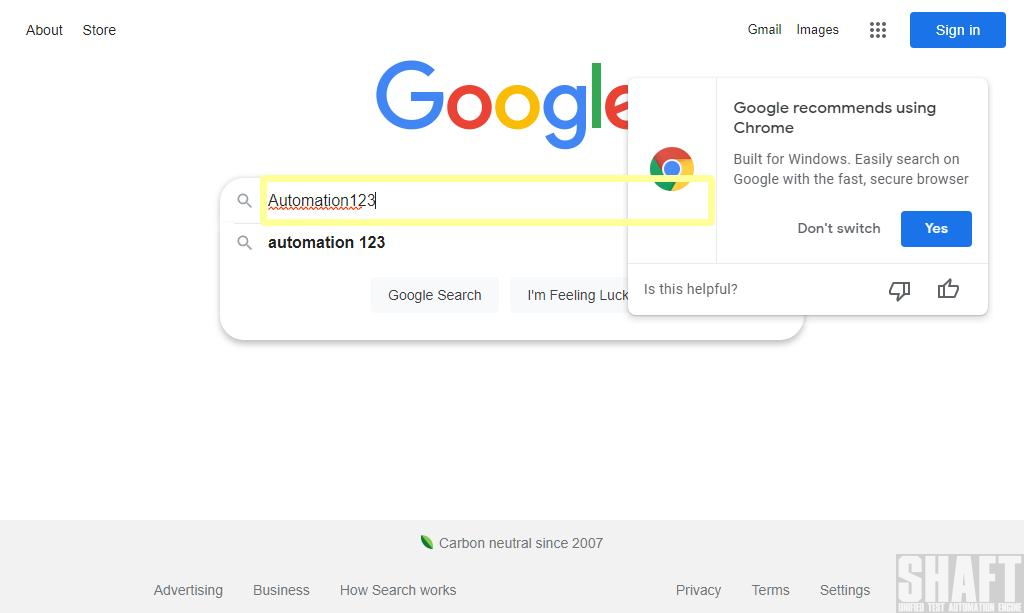 About Store
Gmail Images
Sign in
Google
Google recommends using
Chrome
Built for Windows. Easily search on
Google with the fast, secure browser
Don't switch
Yes
Is this helpful?
Automation123
automation 123
Google Search
I'm Feeling Luck
Carbon neutral since 2007
Advertising Business How Search works
Privacy Terms Settings
SHAFT
UNIFIED TEST AUTOMATION ENGINE